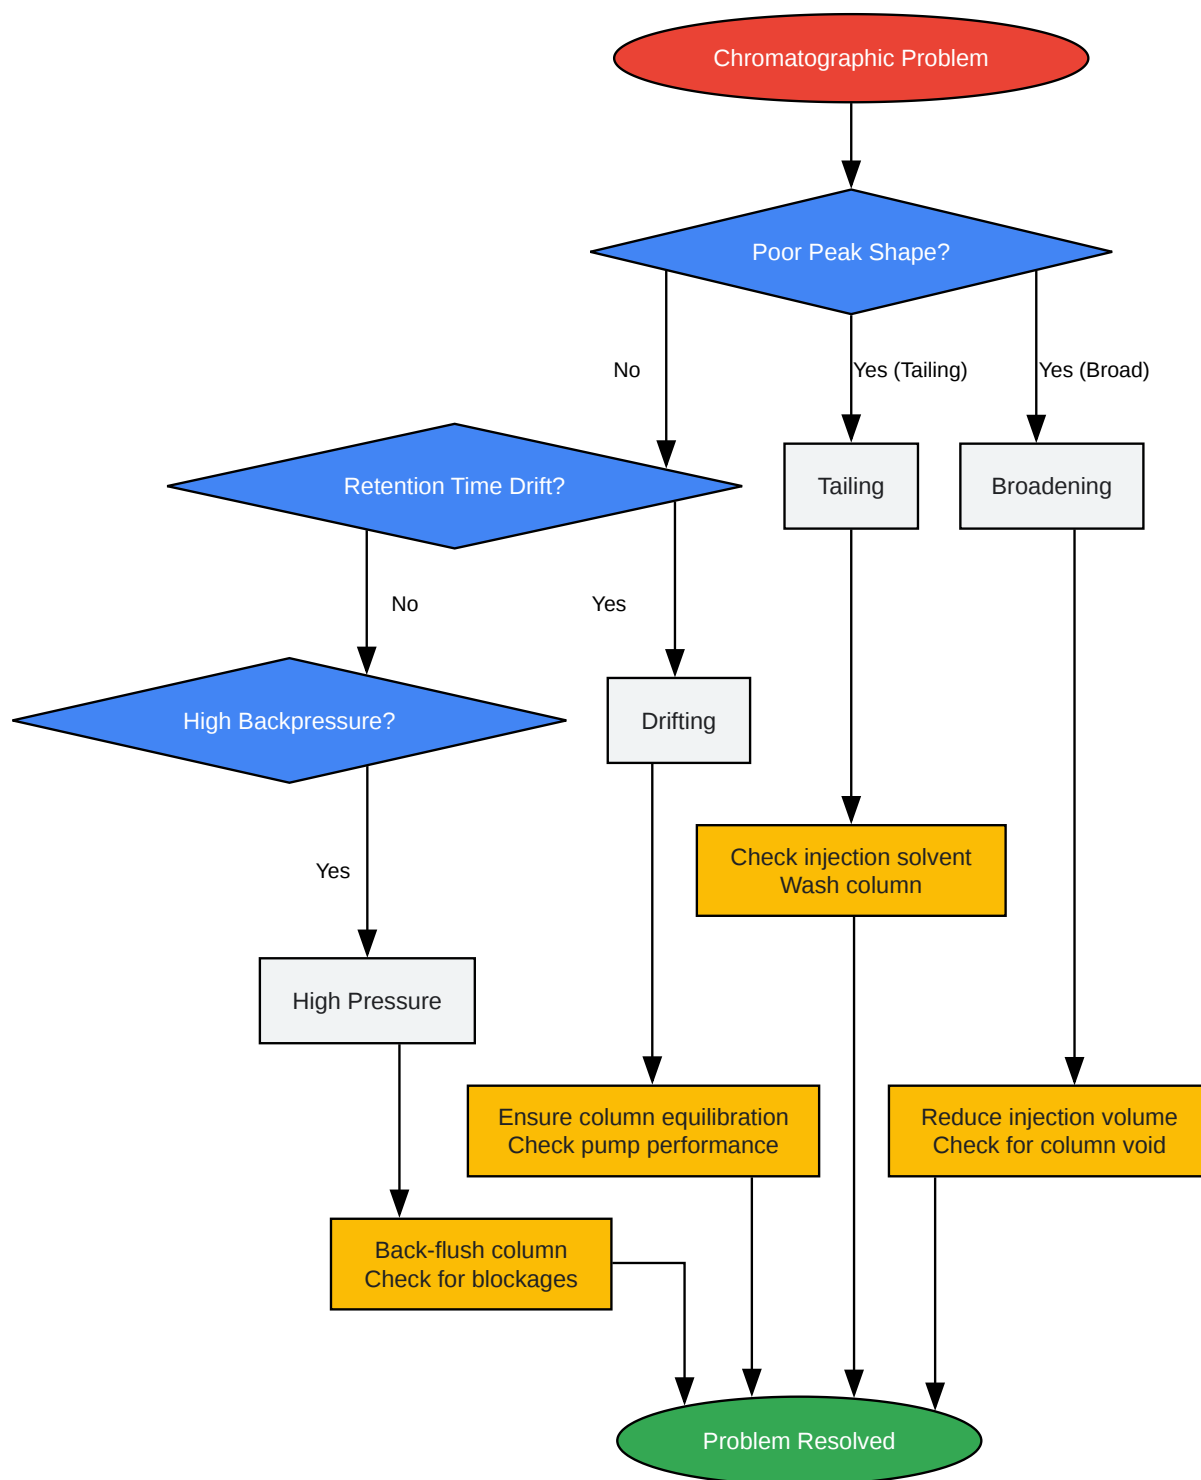 Chromatographic Problem
Poor Peak Shape?
No
Yes (Tailing)
Yes (Broad)
Retention Time Drift?
Tailing
Broadening
No
Yes
High Backpressure?
Drifting
Check injection solvent
Wash column
Yes
High Pressure
Ensure column equilibration
Check pump performance
Reduce injection volume
Check for column void
Back-flush column
Check for blockages
Problem Resolved